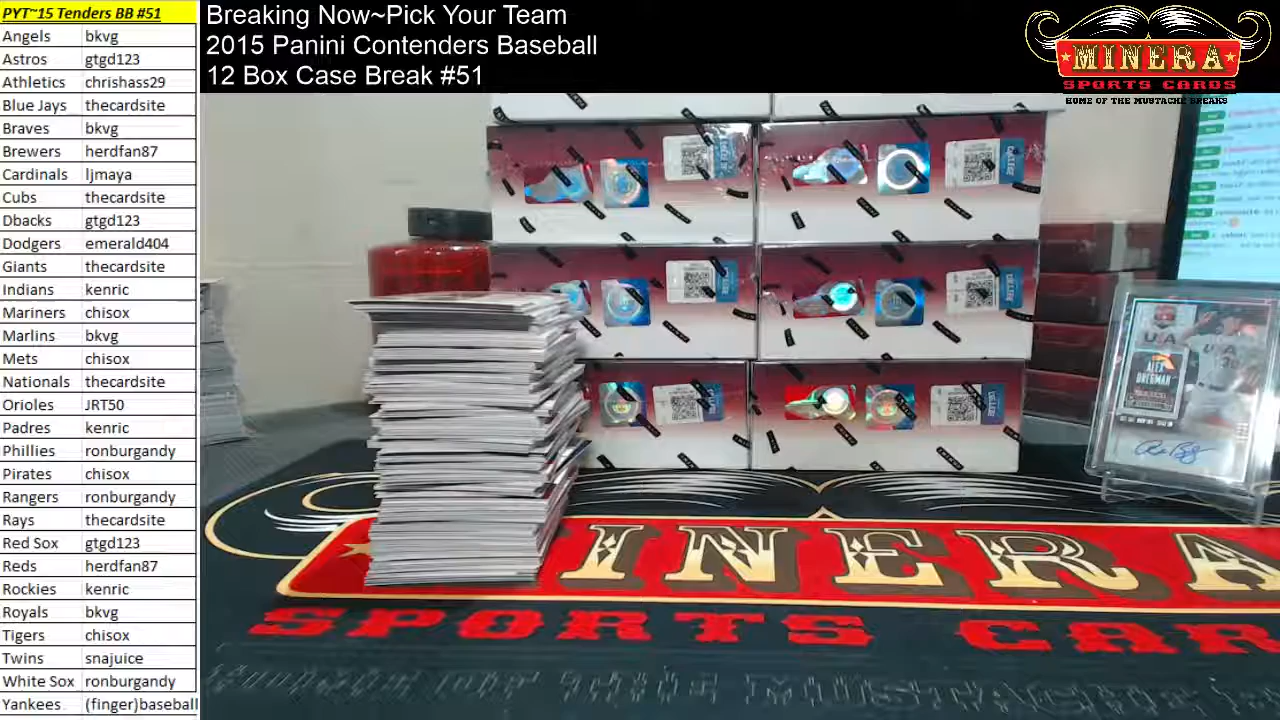 PYT~15 Tenders BB #51
Angels bkvg
Astros gtgd123
Athletics chrishass29
Blue Jays thecardsite
Braves bkvg
Brewers herdfan87
Cardinals ljmaya
Cubs thecardsite
Dbacks gtgd123
Dodgers emerald404
Giants thecardsite
Indians kenric
Mariners chisox
Marlins bkvg
Mets chisox
Nationals thecardsite
Orioles JRT50
Padres kenric
Phillies ronburgandy
Pirates chisox
Rangers ronburgandy
Rays thecardsite
Red Sox gtgd123
Reds herdfan87
Rockies kenric
Royals bkvg
Tigers chisox
Twins snajuice
White Sox ronburgandy
Yankees (finger)baseball
Breaking Now~Pick Your Team
2015 Panini Contenders Baseball
12 Box Case Break #51
MINERA
SPORTS CARDS
HOME OF THE MUSTACHE BREAKS
ALEX
BREGMAN
INERA
SPORTS CAR